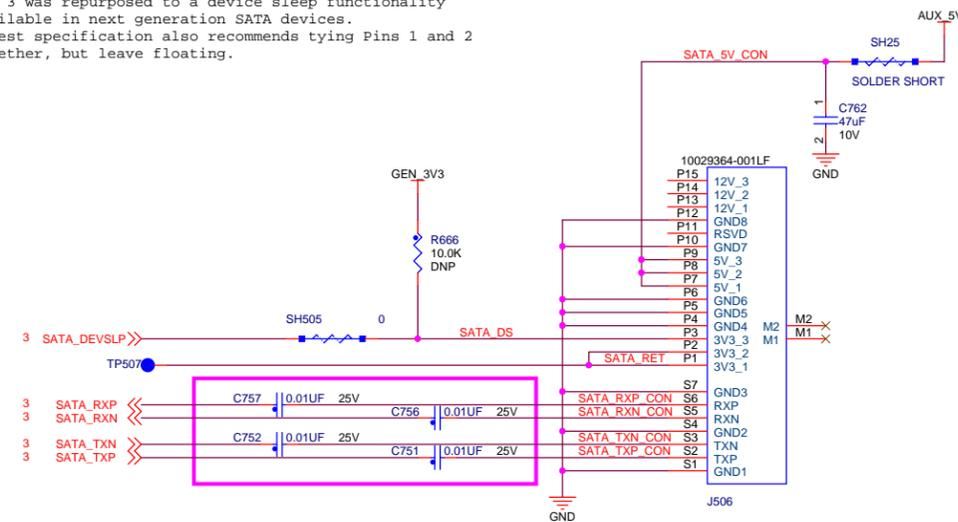 3 was repurposed to a device sleep functionality
ilable in next generation SATA devices.
est specification also recommends tying Pins 1 and 2
ether, but leave floating.
AUX_5V
SH25
SATA_5V_CON
SOLDER SHORT
1
C762
47uF
10V
2
GND
10029364-001LF
GEN_3V3
R666
10.0K
DNP
P15 12V_3
P14 12V_2
P13 12V_1
P12 GND8
P11 RSVD
P10 GND7
P9 5V_3
P8 5V_2
P7 5V_1
P6 GND6
P5 GND5
P4 GND4
M2 M2
SH505 0
3 SATA_DEVSLP SATA_DS P3 3V3_3
M1 M1
P2 3V3_2
TP507 SATA_RET P1 3V3_1
S7 GND3
3 SATA_RXP C757 0.01UF 25V SATA_RXP_CON S6 RXP
3 SATA_RXN C756 0.01UF 25V SATA_RXN_CON S5 RXN
S4 GND2
3 SATA_TXN C752 0.01UF 25V SATA_TXN_CON S3 TXN
3 SATA_TXP C751 0.01UF 25V SATA_TXP_CON S2 TXP
S1 GND1
J506
GND